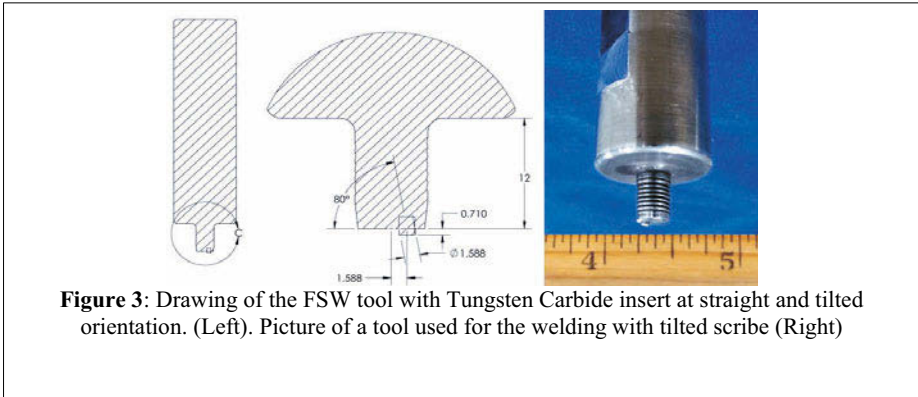 C
80°
12
0.710
Ø1.588
1.588
4 5
Figure 3: Drawing of the FSW tool with Tungsten Carbide insert at straight and tilted
orientation. (Left). Picture of a tool used for the welding with tilted scribe (Right)